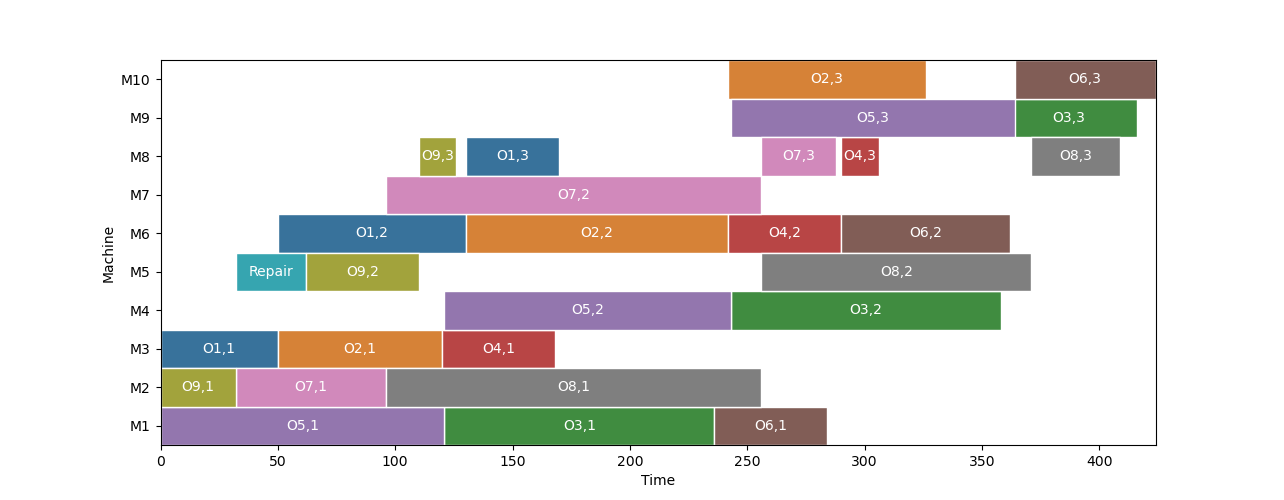 M10 O2,3 O6,3
M9 O5,3 O3,3
M8 O9,3 O1,3 O7,3 O4,3 O8,3
M7 O7,2
M6 O1,2 O2,2 O4,2 O6,2
M5 Repair O9,2 O8,2
M4 O5,2 O3,2
M3 O1,1 O2,1 O4,1
M2 O9,1 O7,1 O8,1
M1 O5,1 O3,1 O6,1
Machine
0 50 100 150 200 250 300 350 400
Time